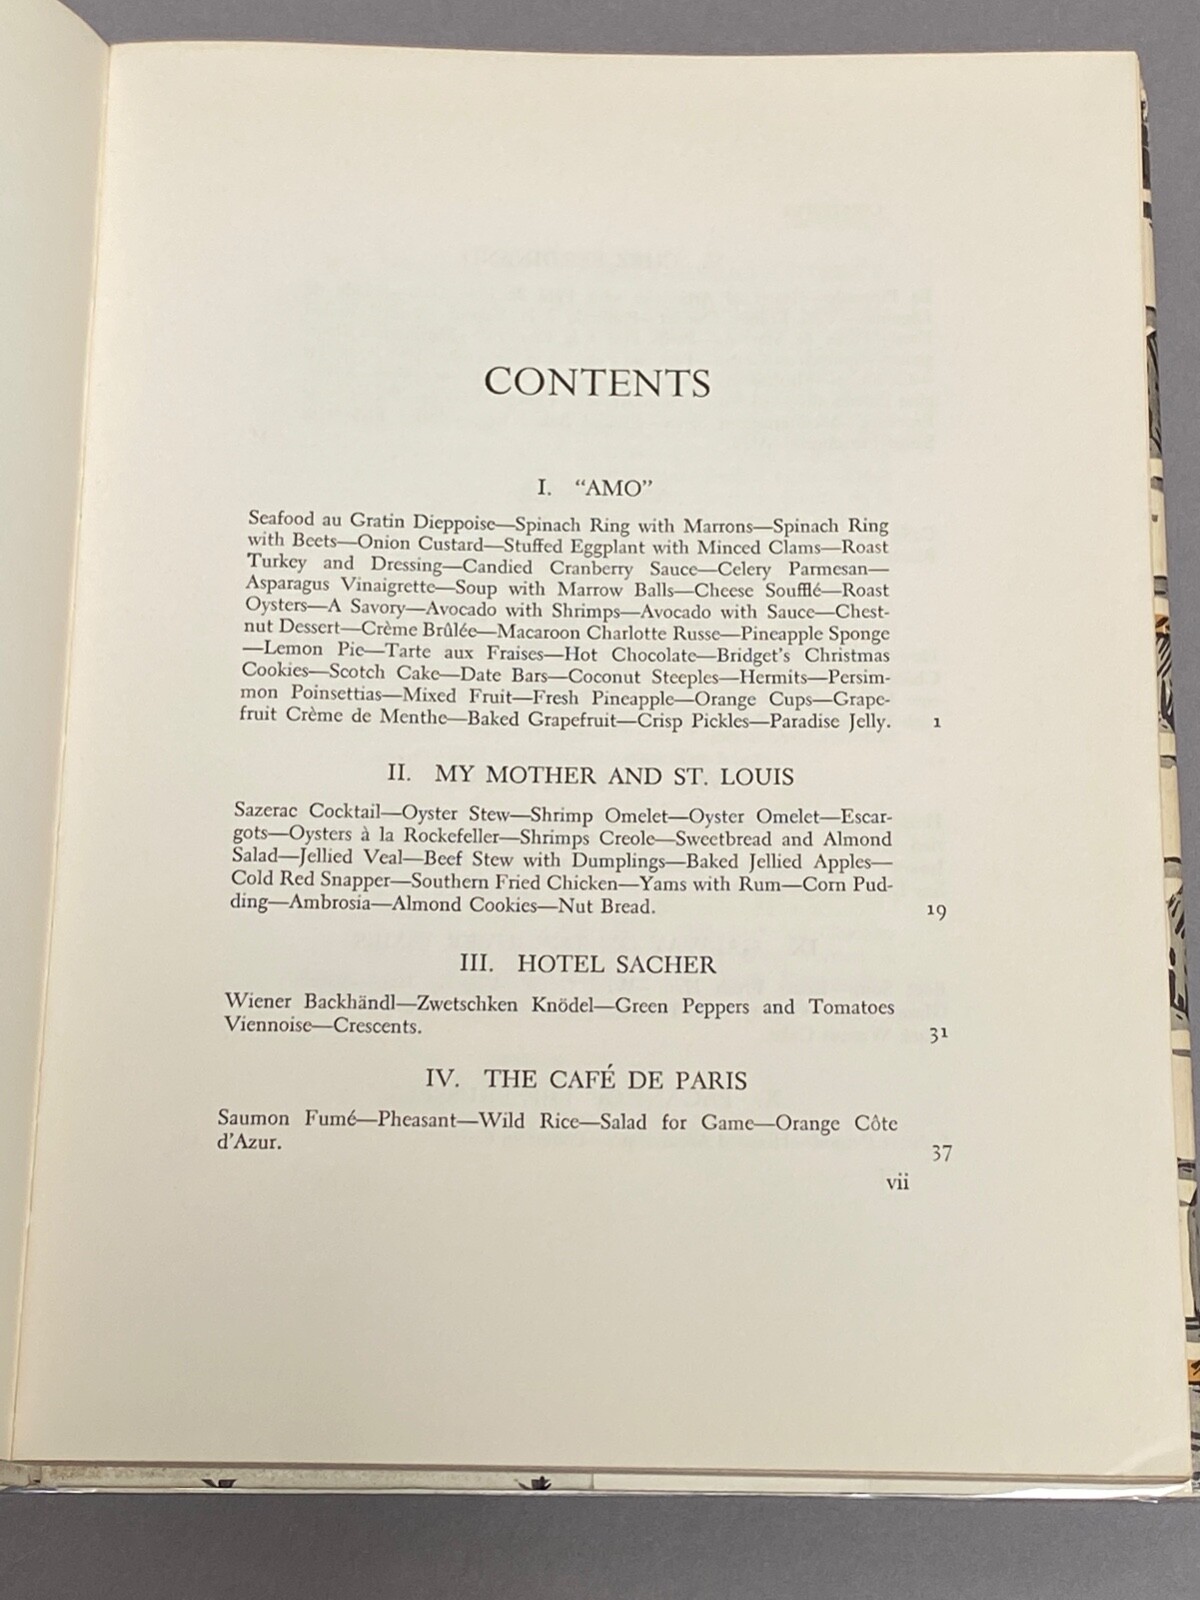 CONTENTS
I. “AMO”
Seafood au Gratin Dieppoise—Spinach Ring with Marrons—Spinach Ring
with Beets—Onion Custard—Stuffed Eggplant with Minced Clams—Roast
Turkey and Dressing—Candied Cranberry Sauce—Celery Parmesan—
Asparagus Vinaigrette—Soup with Marrow Balls—Cheese Soufflé—Roast
Oysters—A Savory—Avocado with Shrimps—Avocado with Sauce—Chest-
nut Dessert—Crème Brûlée—Macaroon Charlotte Russe—Pineapple Sponge
—Lemon Pie—Tarte aux Fraises—Hot Chocolate—Bridget’s Christmas
Cookies—Scotch Cake—Date Bars—Coconut Steeples—Hermits—Persim-
mon Poinsettias—Mixed Fruit—Fresh Pineapple—Orange Cups—Grape-
fruit Crème de Menthe—Baked Grapefruit—Crisp Pickles—Paradise Jelly. 1
II. MY MOTHER AND ST. LOUIS
Sazerac Cocktail—Oyster Stew—Shrimp Omelet—Oyster Omelet—Escar-
gots—Oysters à la Rockefeller—Shrimps Creole—Sweetbread and Almond
Salad—Jellied Veal—Beef Stew with Dumplings—Baked Jellied Apples—
Cold Red Snapper—Southern Fried Chicken—Yams with Rum—Corn Pud-
ding—Ambrosia—Almond Cookies—Nut Bread. 19
III. HOTEL SACHER
Wiener Backhändl—Zwetschken Knödel—Green Peppers and Tomatoes
Viennoise—Crescents. 31
IV. THE CAFÉ DE PARIS
Saumon Fumé—Pheasant—Wild Rice—Salad for Game—Orange Côte
d’Azur. 37
vii